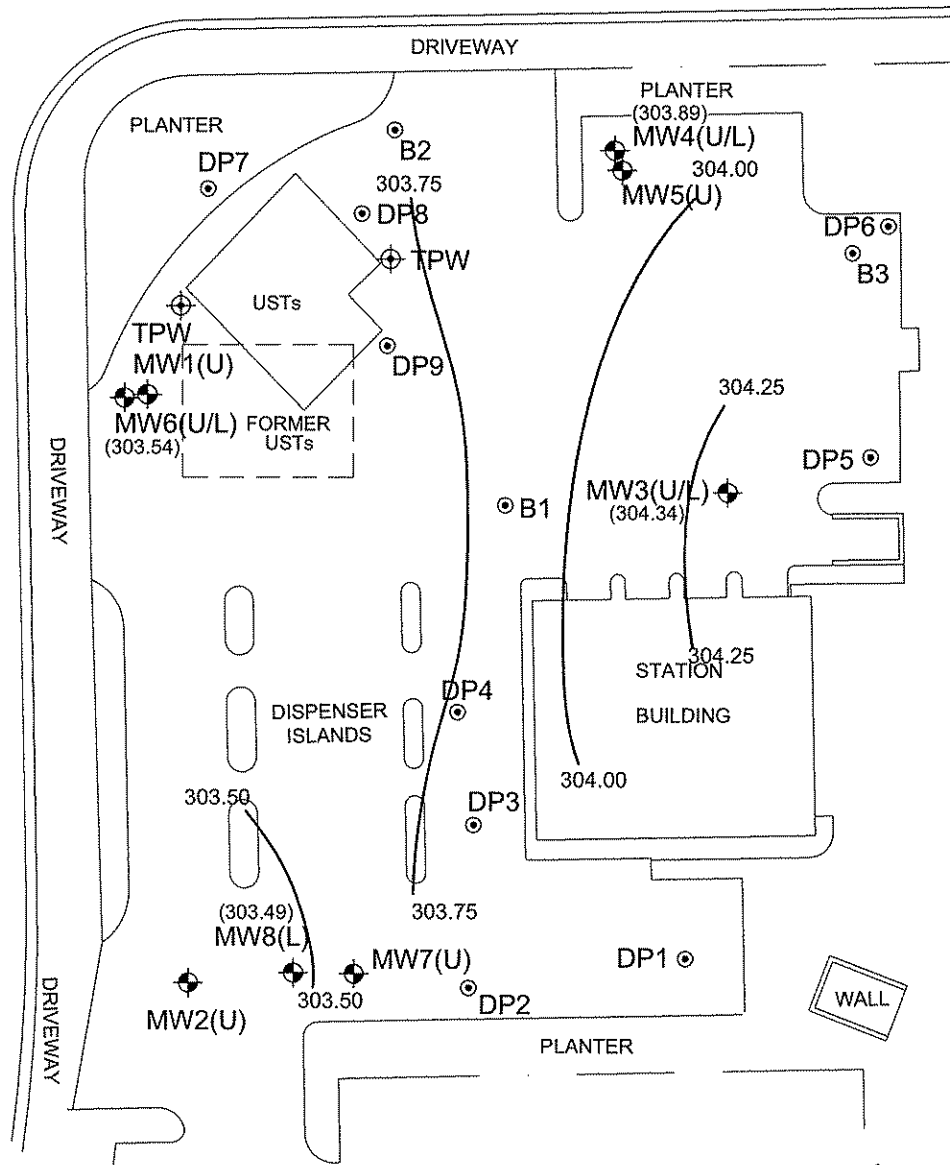 DRIVEWAY
PLANTER
(303.89)
MW4(U/L)
304.00
MW5(U)
PLANTER
DP7
B2
303.75
DP8
TPW
DP6
B3
USTs
TPW
DP9
MW1(U)
MW6(U/L)
(303.54)
FORMER
USTs
304.25
DP5
MW3(U/L)
(304.34)
B1
DRIVEWAY
304.25
STATION
BUILDING
DP4
DISPENSER
ISLANDS
304.00
303.50
DP3
(303.49)
MW8(L)
303.75
MW7(U)
DP1
303.50
DP2
MW2(U)
WALL
DRIVEWAY
PLANTER